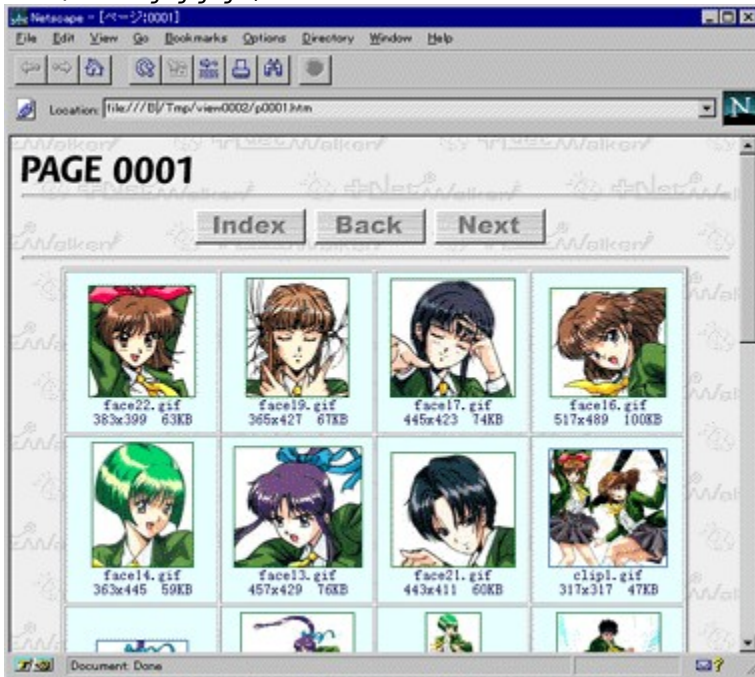 Netscape - [ページ:0001]
File Edit View Go Bookmarks Options Directory Window Help
Location: file:///B|/Tmp/view0002/p0001.htm
N
PAGE 0001
Index Back Next
face22.gif face19.gif face17.gif face16.gif
383x399 63KB 365x427 67KB 445x423 74KB 517x489 100KB
face14.gif face13.gif face21.gif clip1.gif
363x445 59KB 457x429 76KB 443x411 60KB 317x317 47KB
Document: Done